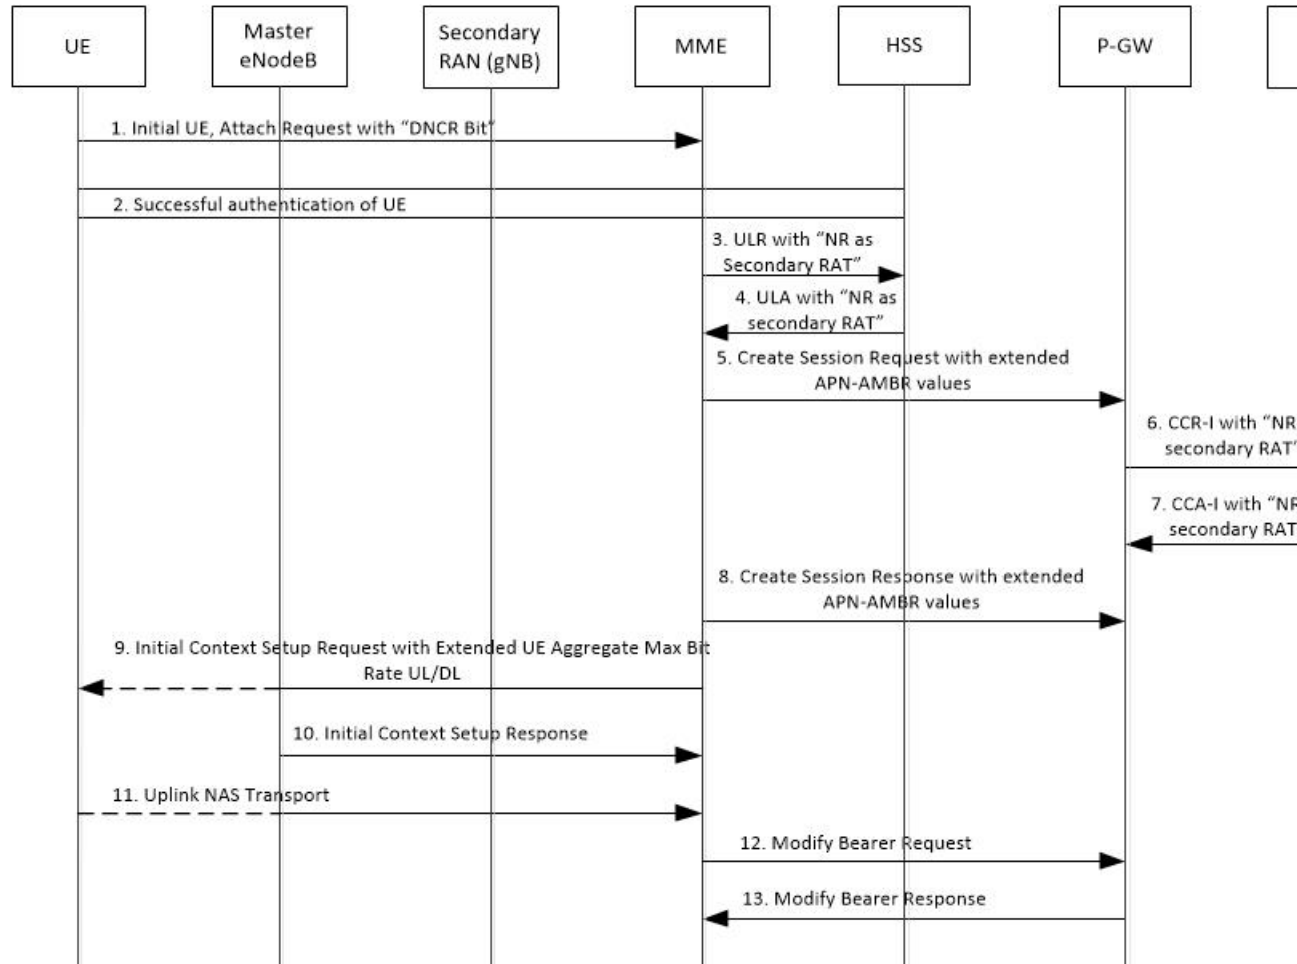 UE
Master
eNodeB
Secondary
RAN (gNB)
MME
HSS
P-GW
1. Initial UE, Attach Request with “DNCR Bit”
2. Successful authentication of UE
3. ULR with “NR as
Secondary RAT”
4. ULA with “NR as
secondary RAT”
5. Create Session Request with extended
APN-AMBR values
6. CCR-I with “NR
secondary RAT”
7. CCA-I with “NR
secondary RAT
8. Create Session Response with extended
APN-AMBR values
9. Initial Context Setup Request with Extended UE Aggregate Max Bit
Rate UL/DL
10. Initial Context Setup Response
11. Uplink NAS Transport
12. Modify Bearer Request
13. Modify Bearer Response